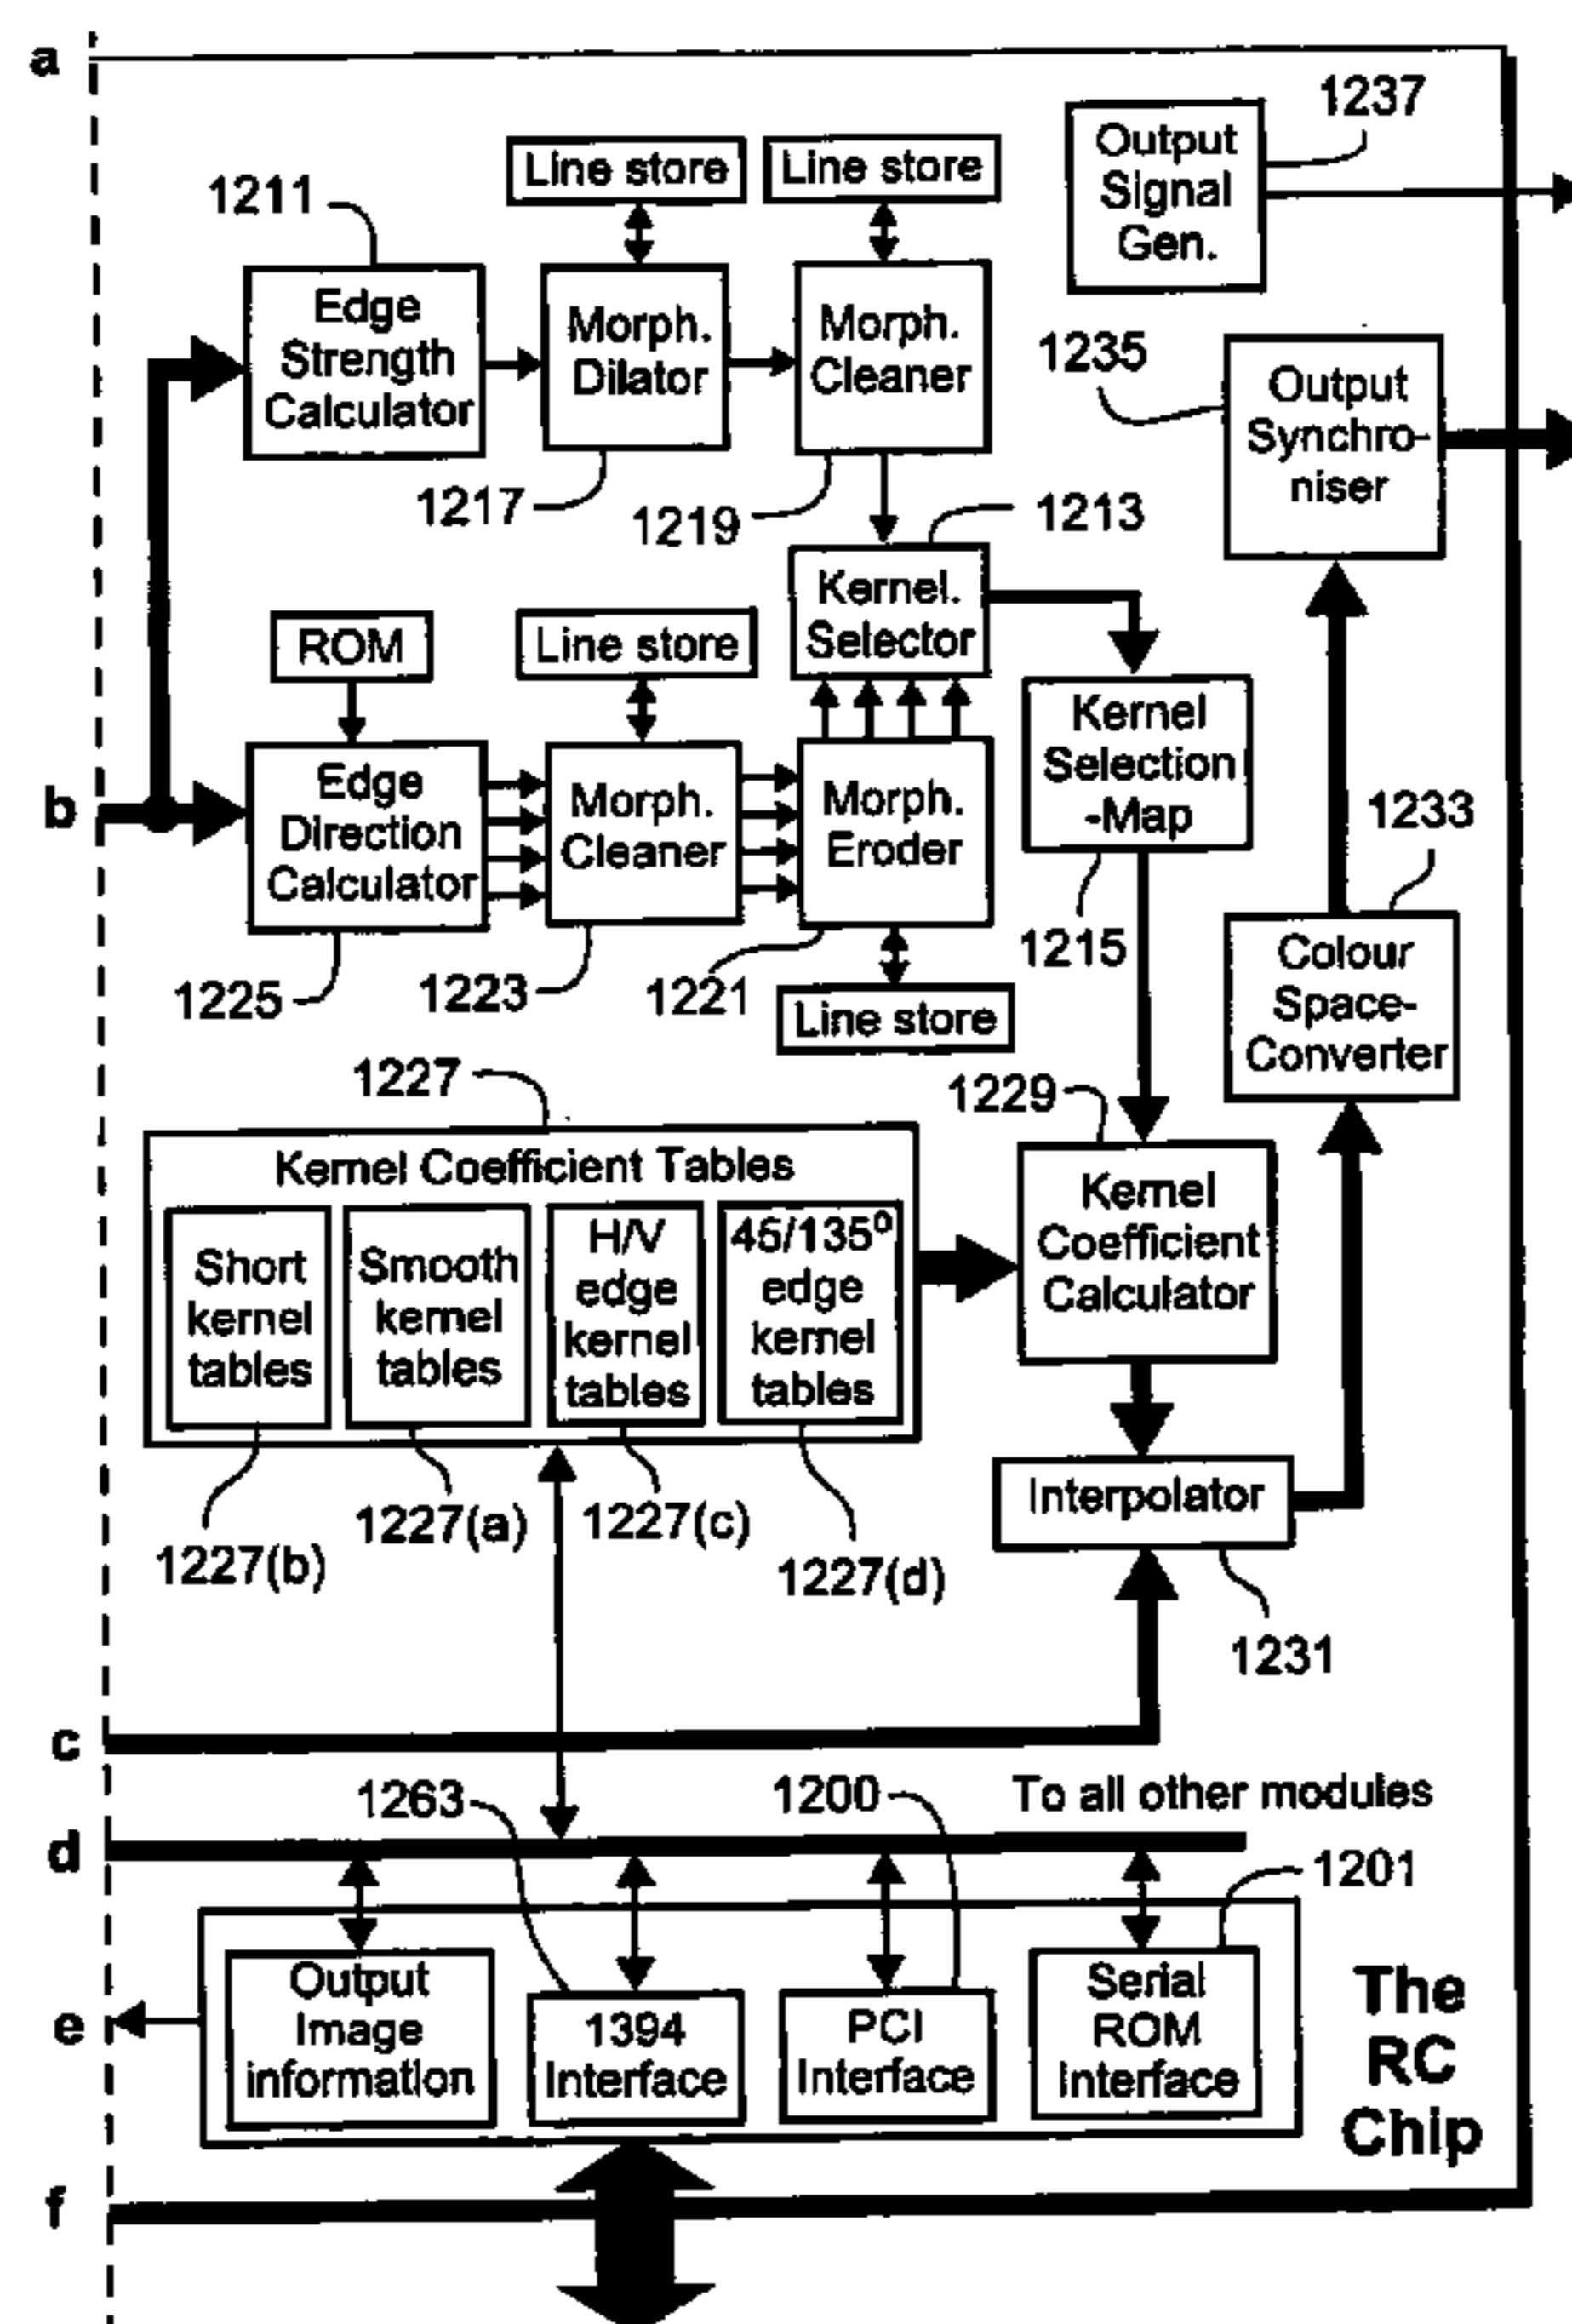 a
1237
Output
Signal
Gen.
Line store
Line store
1211
Edge
Strength
Calculator
Morph.
Dilator
Morph.
Cleaner
1235
Output
Synchro-
niser
1217
1219
1213
Kernel.
Selector
ROM
Line store
Kernel
Selection
-Map
b
Edge
Direction
Calculator
Morph.
Cleaner
Morph.
Eroder
1233
1225
1223
1221
1215
Line store
Colour
Space-
Converter
1227
1229
Kernel Coefficient Tables
Short
kernel
tables
Smooth
kernel
tables
H/V
edge
kernel
tables
45/135⁰
edge
kernel
tables
Kernel
Coefficient
Calculator
1227(b)
1227(a)
1227(c)
1227(d)
Interpolator
1231
c
1263
1200
To all other modules
d
1201
e
Output
Image
information
1394
Interface
PCI
Interface
Serial
ROM
Interface
The
RC
Chip
f